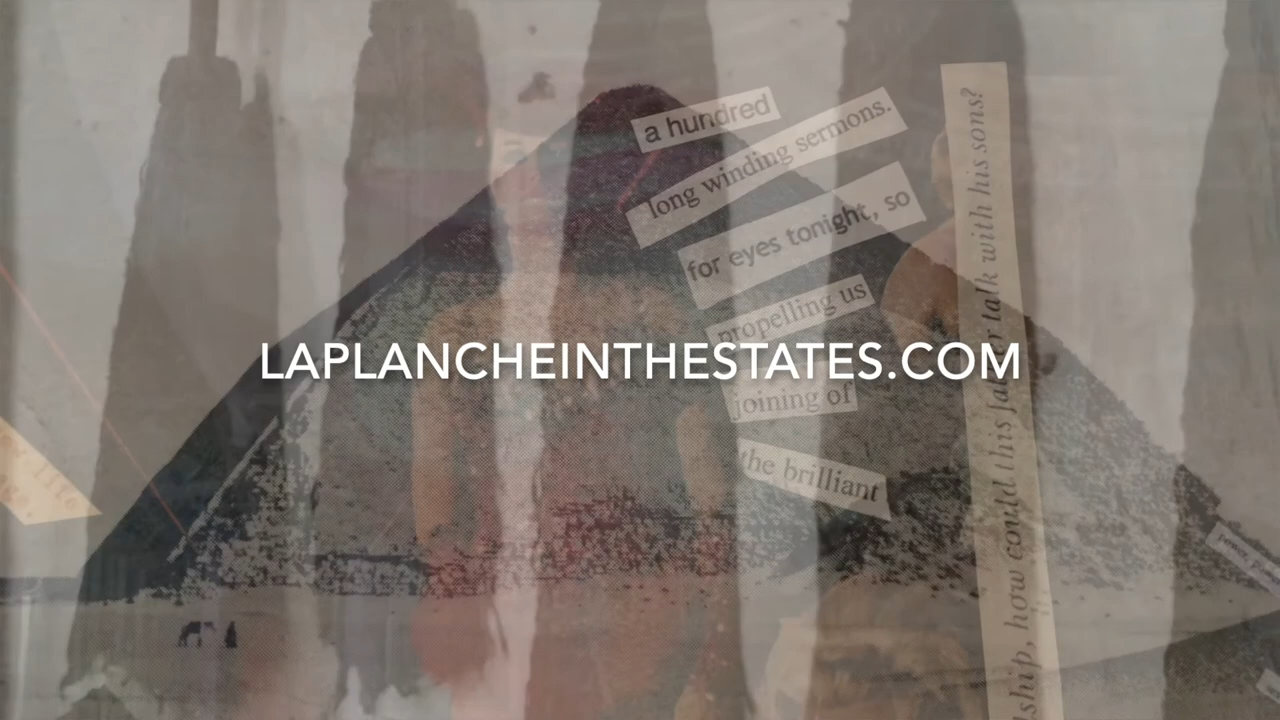 a hundred
long winding sermons.
for eyes tonight, so
propelling us
LAPLANCHEINTHESTATES.COM
joining of
the brilliant
ship, how could this father talk with his sons?